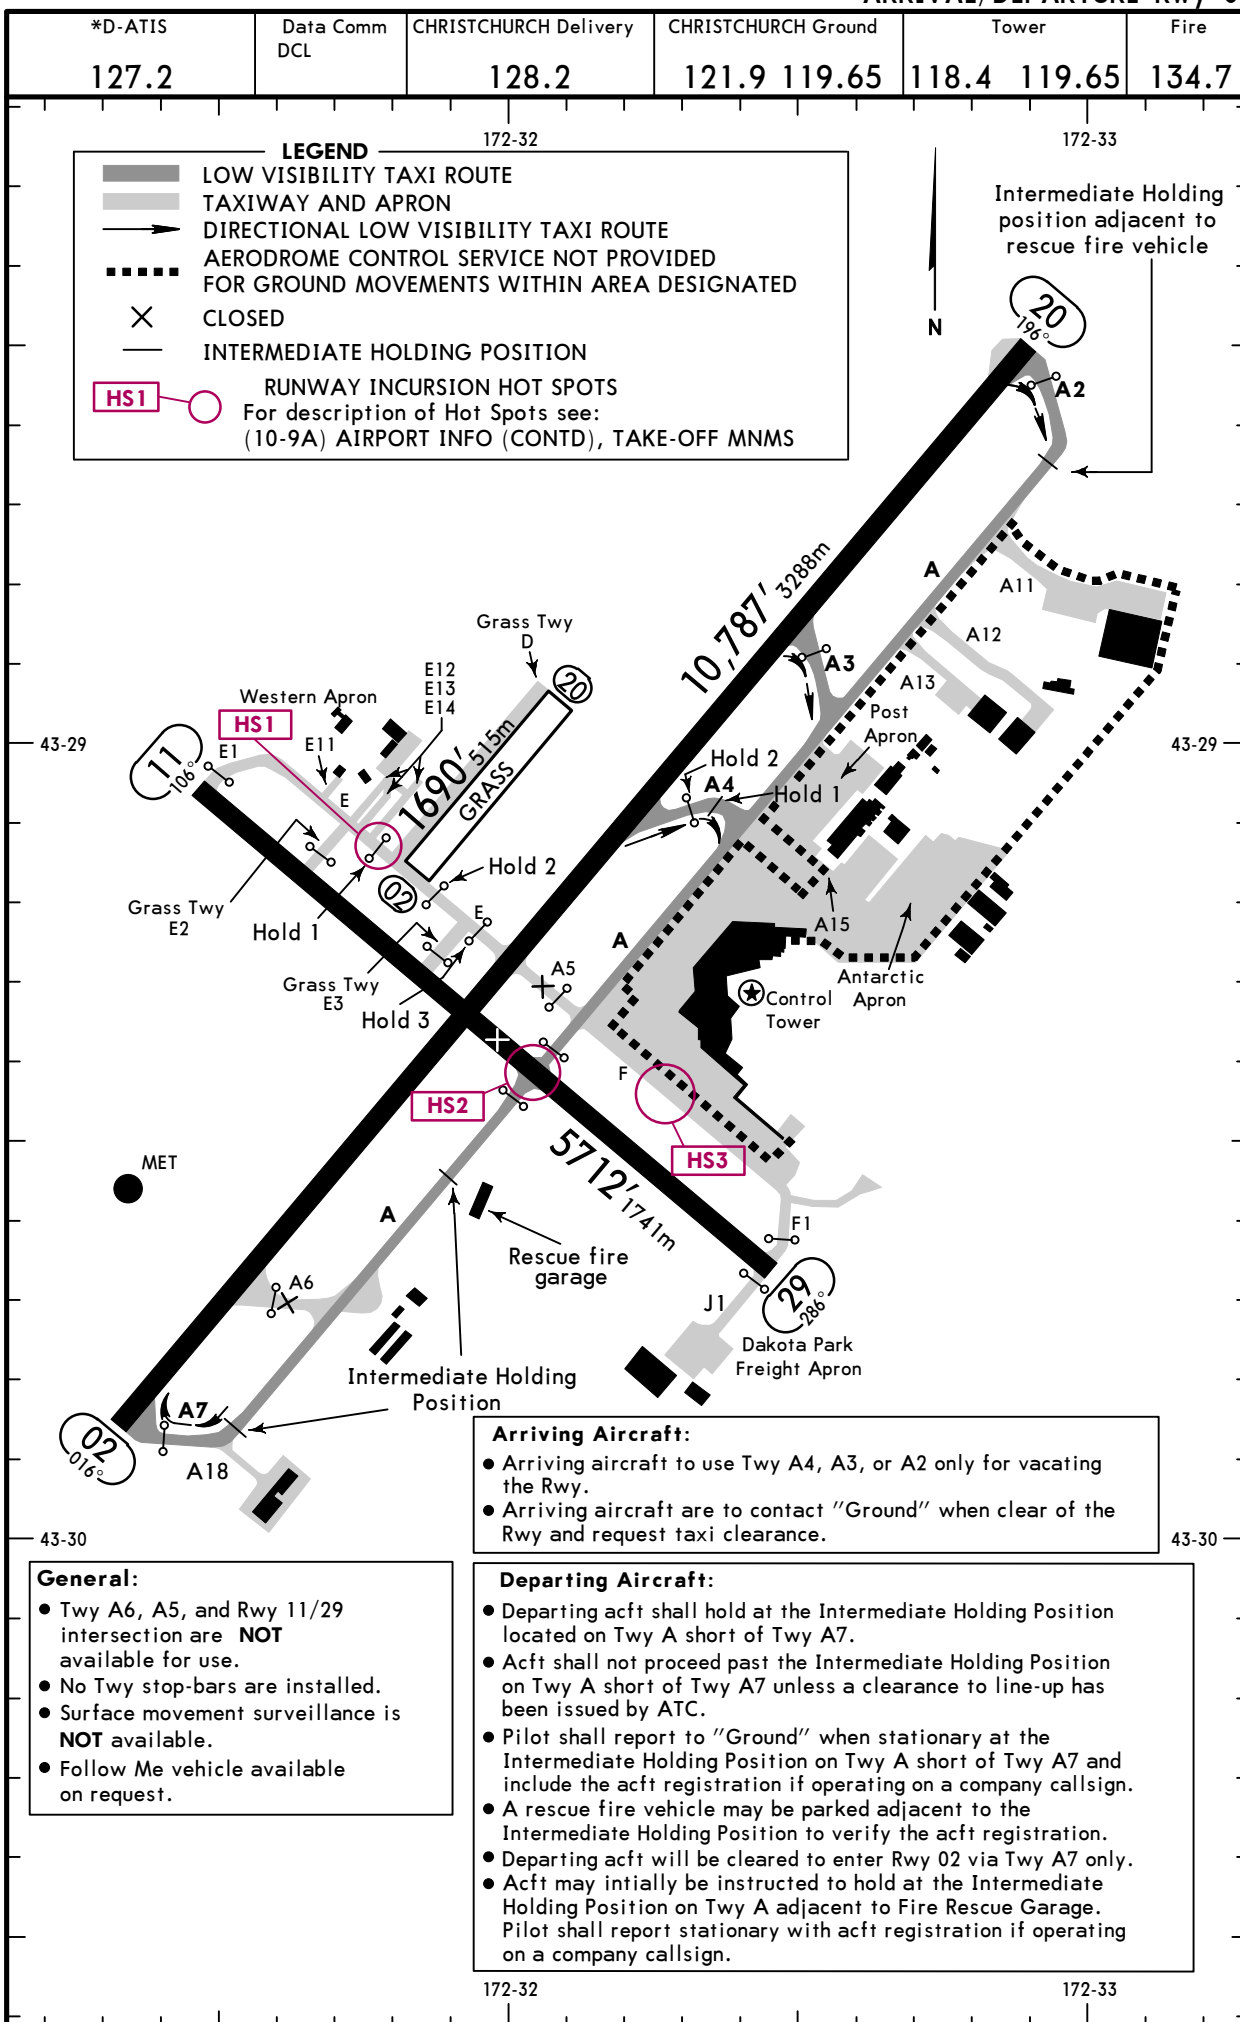 *D-ATIS
127.2
Data Comm
DCL
CHRISTCHURCH Delivery
128.2
CHRISTCHURCH Ground
121.9 119.65
Tower
118.4 119.65
Fire
134.7
172-32
172-33
LEGEND
LOW VISIBILITY TAXI ROUTE
TAXIWAY AND APRON
DIRECTIONAL LOW VISIBILITY TAXI ROUTE
AERODROME CONTROL SERVICE NOT PROVIDED
FOR GROUND MOVEMENTS WITHIN AREA DESIGNATED
CLOSED
INTERMEDIATE HOLDING POSITION
HS1
RUNWAY INCURSION HOT SPOTS
For description of Hot Spots see:
(10-9A) AIRPORT INFO (CONTD), TAKE-OFF MNMS
N
Intermediate Holding
position adjacent to
rescue fire vehicle
20
196°
A2
A
A11
A12
A13
10,787' 3288m
A3
Post
Apron
Grass Twy
D
20
E12
E13
E14
Western Apron
HS1
E11
E1
11
106°
E
1690' 515m
GRASS
43-29
43-29
Hold 2
A4
Hold 1
Hold 2
02
Grass Twy
E2
Hold 1
E
A
A15
Antarctic
Apron
Grass Twy
E3
Hold 3
A5
Control
Tower
HS2
F
HS3
5712' 1741m
MET
A
Rescue fire
garage
F1
A6
J1
29
286°
Dakota Park
Freight Apron
Intermediate Holding
Position
A7
02
016°
A18
43-30
43-30
Arriving Aircraft:
● Arriving aircraft to use Twy A4, A3, or A2 only for vacating
the Rwy.
● Arriving aircraft are to contact "Ground" when clear of the
Rwy and request taxi clearance.
General:
● Twy A6, A5, and Rwy 11/29
intersection are NOT
available for use.
● No Twy stop-bars are installed.
● Surface movement surveillance is
NOT available.
● Follow Me vehicle available
on request.
Departing Aircraft:
● Departing acft shall hold at the Intermediate Holding Position
located on Twy A short of Twy A7.
● Acft shall not proceed past the Intermediate Holding Position
on Twy A short of Twy A7 unless a clearance to line-up has
been issued by ATC.
● Pilot shall report to "Ground" when stationary at the
Intermediate Holding Position on Twy A short of Twy A7 and
include the acft registration if operating on a company callsign.
● A rescue fire vehicle may be parked adjacent to the
Intermediate Holding Position to verify the acft registration.
● Departing acft will be cleared to enter Rwy 02 via Twy A7 only.
● Acft may intially be instructed to hold at the Intermediate
Holding Position on Twy A adjacent to Fire Rescue Garage.
Pilot shall report stationary with acft registration if operating
on a company callsign.
172-32
172-33